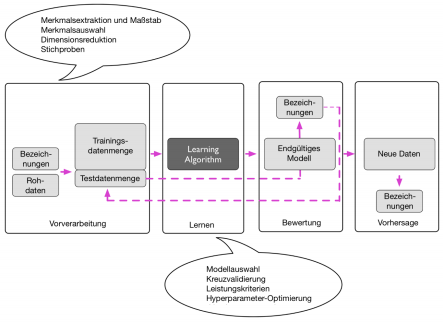 Merkmalsextraktion und Maßstab
Merkmalsauswahl
Dimensionsreduktion
Stichproben
Bezeich-
nungen
Roh-
daten
Trainings-
datenmenge
Testdatenmenge
Vorverarbeitung
Learning
Algorithm
Lernen
Bezeich-
nungen
Endgültiges
Modell
Bewertung
Neue Daten
Bezeich-
nungen
Vorhersage
Modellauswahl
Kreuzvalidierung
Leistungskriterien
Hyperparameter-Optimierung